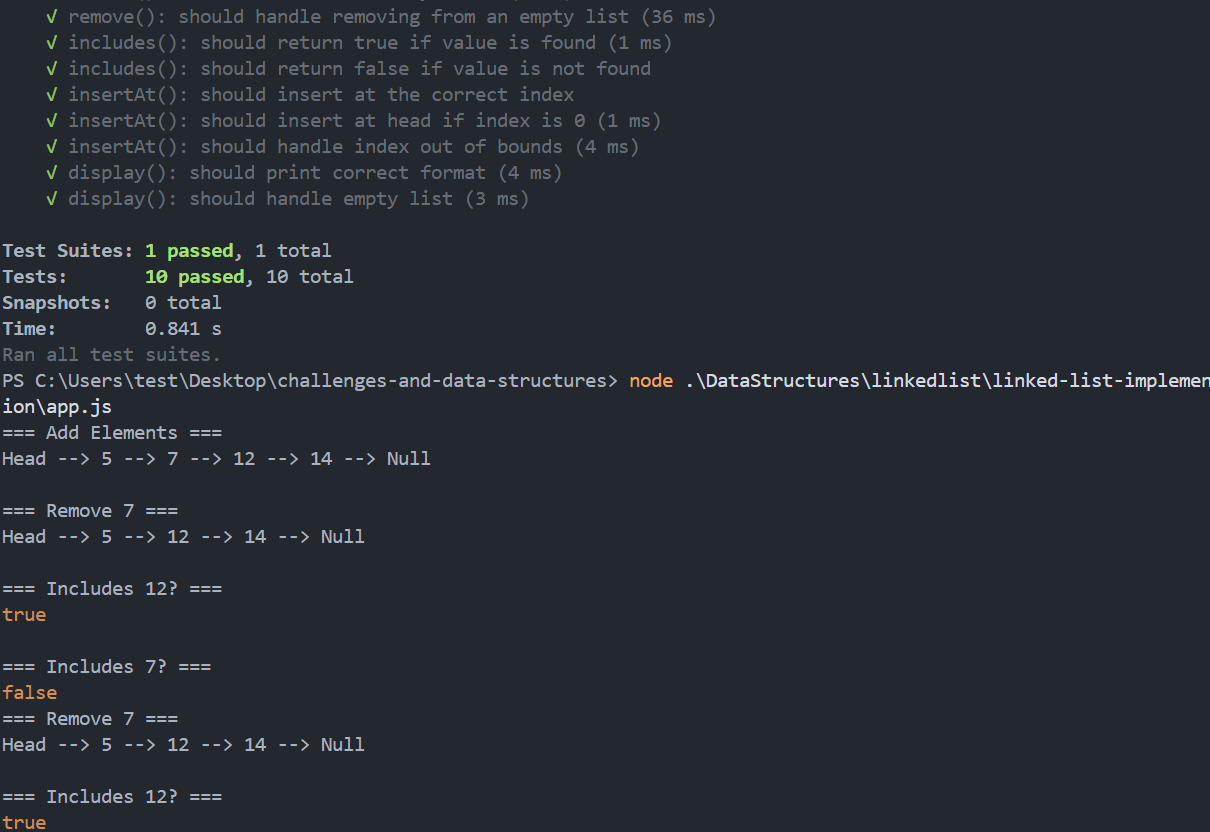 √ remove(): should handle removing from an empty list (36 ms)
√ includes(): should return true if value is found (1 ms)
√ includes(): should return false if value is not found
√ insertAt(): should insert at the correct index
√ insertAt(): should insert at head if index is 0 (1 ms)
√ insertAt(): should handle index out of bounds (4 ms)
√ display(): should print correct format (4 ms)
√ display(): should handle empty list (3 ms)
Test Suites: 1 passed, 1 total
Tests: 10 passed, 10 total
Snapshots: 0 total
Time: 0.841 s
Ran all test suites.
PS C:\Users\test\Desktop\challenges-and-data-structures> node .\DataStructures\linkedlist\linked-list-implemen
ion\app.js
=== Add Elements ===
Head --> 5 --> 7 --> 12 --> 14 --> Null
=== Remove 7 ===
Head --> 5 --> 12 --> 14 --> Null
=== Includes 12? ===
true
=== Includes 7? ===
false
=== Remove 7 ===
Head --> 5 --> 12 --> 14 --> Null
=== Includes 12? ===
true